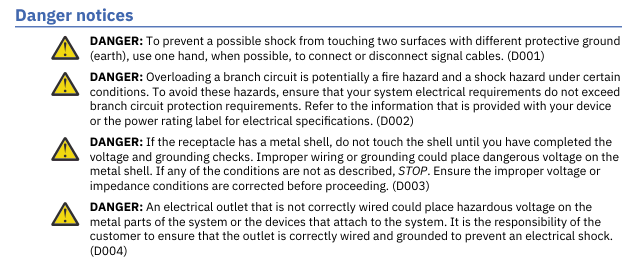 Danger notices
DANGER: To prevent a possible shock from touching two surfaces with different protective ground
(earth), use one hand, when possible, to connect or disconnect signal cables. (D001)
DANGER: Overloading a branch circuit is potentially a fire hazard and a shock hazard under certain
conditions. To avoid these hazards, ensure that your system electrical requirements do not exceed
branch circuit protection requirements. Refer to the information that is provided with your device
or the power rating label for electrical specifications. (D002)
DANGER: If the receptacle has a metal shell, do not touch the shell until you have completed the
voltage and grounding checks. Improper wiring or grounding could place dangerous voltage on the
metal shell. If any of the conditions are not as described, STOP. Ensure the improper voltage or
impedance conditions are corrected before proceeding. (D003)
DANGER: An electrical outlet that is not correctly wired could place hazardous voltage on the
metal parts of the system or the devices that attach to the system. It is the responsibility of the
customer to ensure that the outlet is correctly wired and grounded to prevent an electrical shock.
(D004)